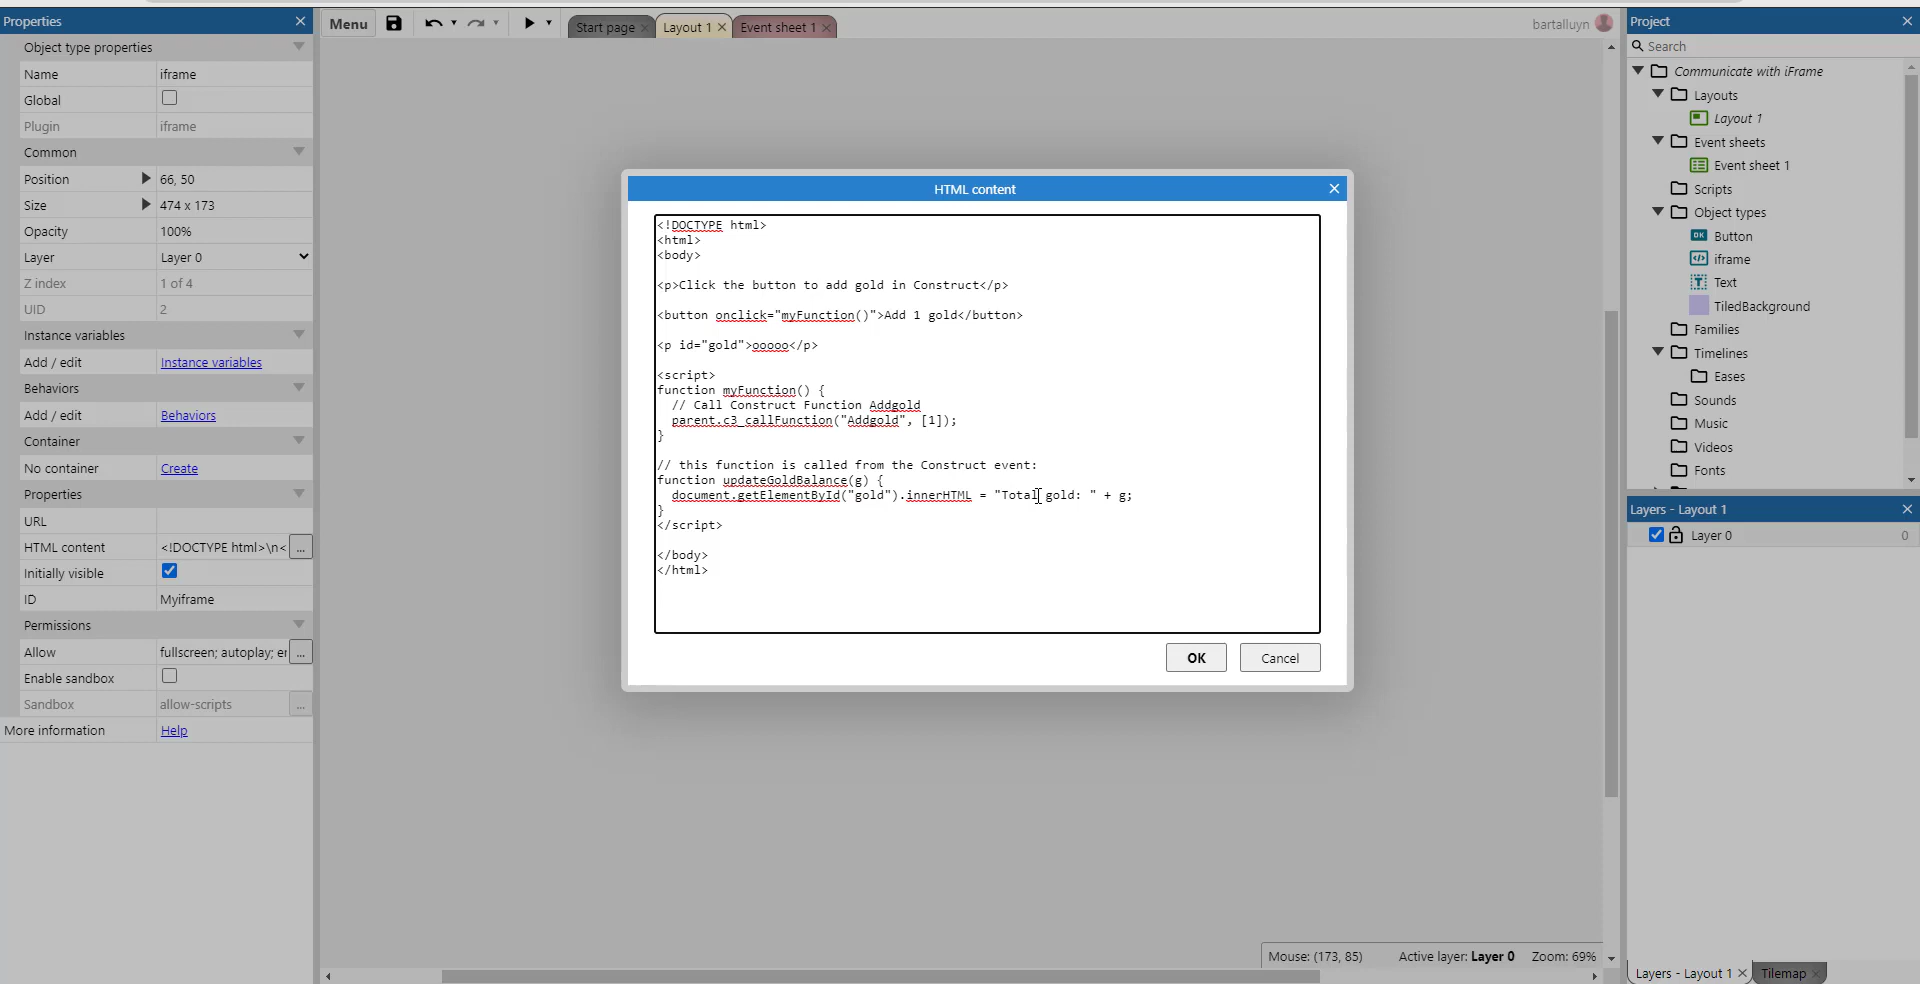 Properties
Object type properties
Name iframe
Global
Plugin iframe
Common
Position 66, 50
Size 474 x 173
Opacity 100%
Layer Layer 0
Z index 1 of 4
UID 2
Instance variables
Add / edit Instance variables
Behaviors
Add / edit Behaviors
Container
No container Create
Properties
URL
HTML content <!DOCTYPE html>\n< ...
Initially visible
ID Myiframe
Permissions
Allow fullscreen; autoplay; er ...
Enable sandbox
Sandbox allow-scripts ...
More information Help
Menu
Start page
Layout 1
Event sheet 1
bartalluyn
HTML content
<!DOCTYPE html>
<html>
<body>
<p>Click the button to add gold in Construct</p>
<button onclick="myFunction()">Add 1 gold</button>
<p id="gold">ooooo</p>
<script>
function myFunction() {
// Call Construct Function Addgold
parent.c3_callFunction("Addgold", [1]);
}
// this function is called from the Construct event:
function updateGoldBalance(g) {
document.getElementById("gold").innerHTML = "Total gold: " + g;
}
</script>
</body>
</html>
OK
Cancel
Mouse: (173, 85) Active layer: Layer 0 Zoom: 69%
Project
Search
Communicate with iFrame
Layouts
Layout 1
Event sheets
Event sheet 1
Scripts
Object types
OK Button
iframe
T Text
TiledBackground
Families
Timelines
Eases
Sounds
Music
Videos
Fonts
Layers - Layout 1
Layer 0 0
Layers - Layout 1
Tilemap